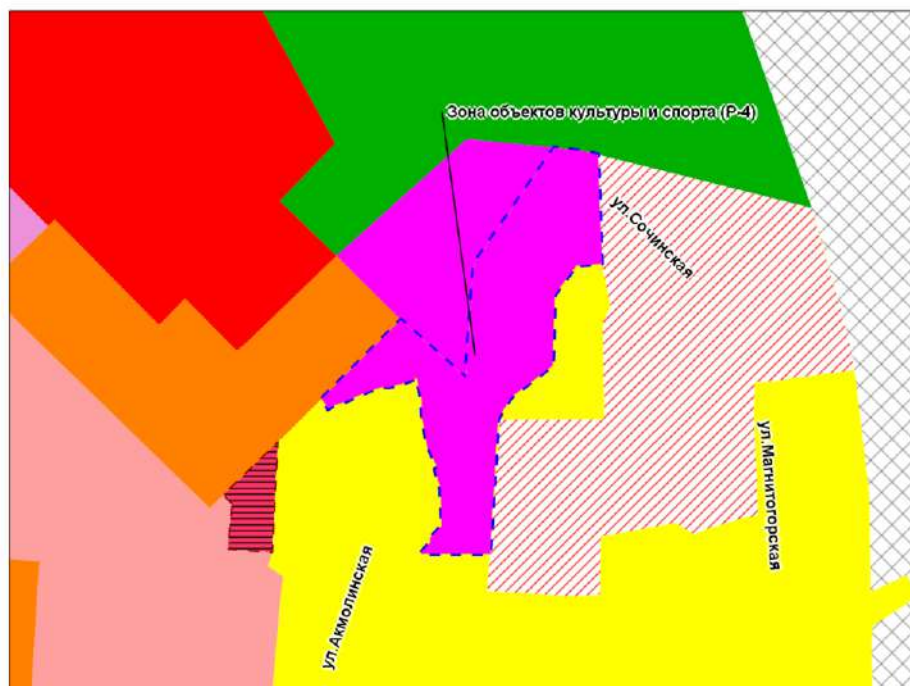 Зона объектов культуры и спорта (Р-4)
ул.Сочинская
ул.Магнитогорская
ул.Акмолинская